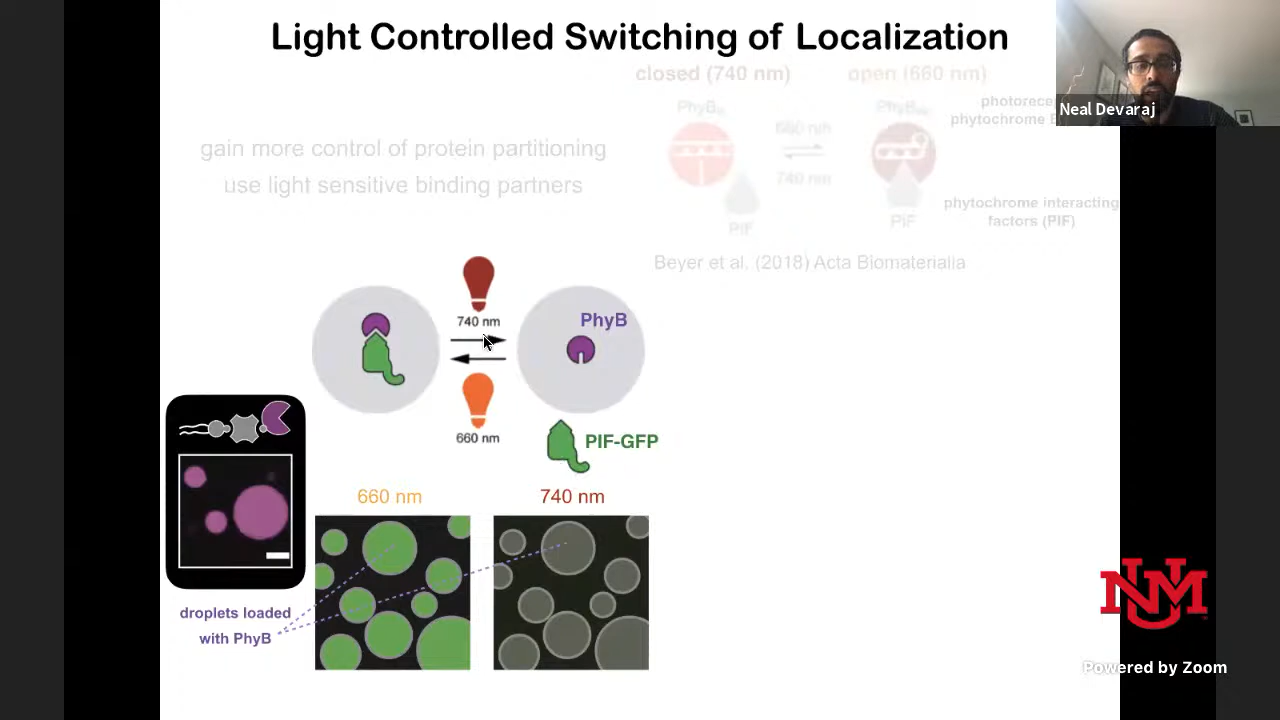 Light Controlled Switching of Localization
closed (740 nm)
open (660 nm)
Neal Devaraj
PhyB
PhyB
phytochrome
gain more control of protein partitioning
use light sensitive binding partners
660 nm
740 nm
PIF
PIF
phytochrome interacting
factors (PIF)
Beyer et al. (2018) Acta Biomaterialia
740 nm
PhyB
660 nm
PIF-GFP
660 nm
740 nm
droplets loaded
with PhyB
UNM
Powered by Zoom